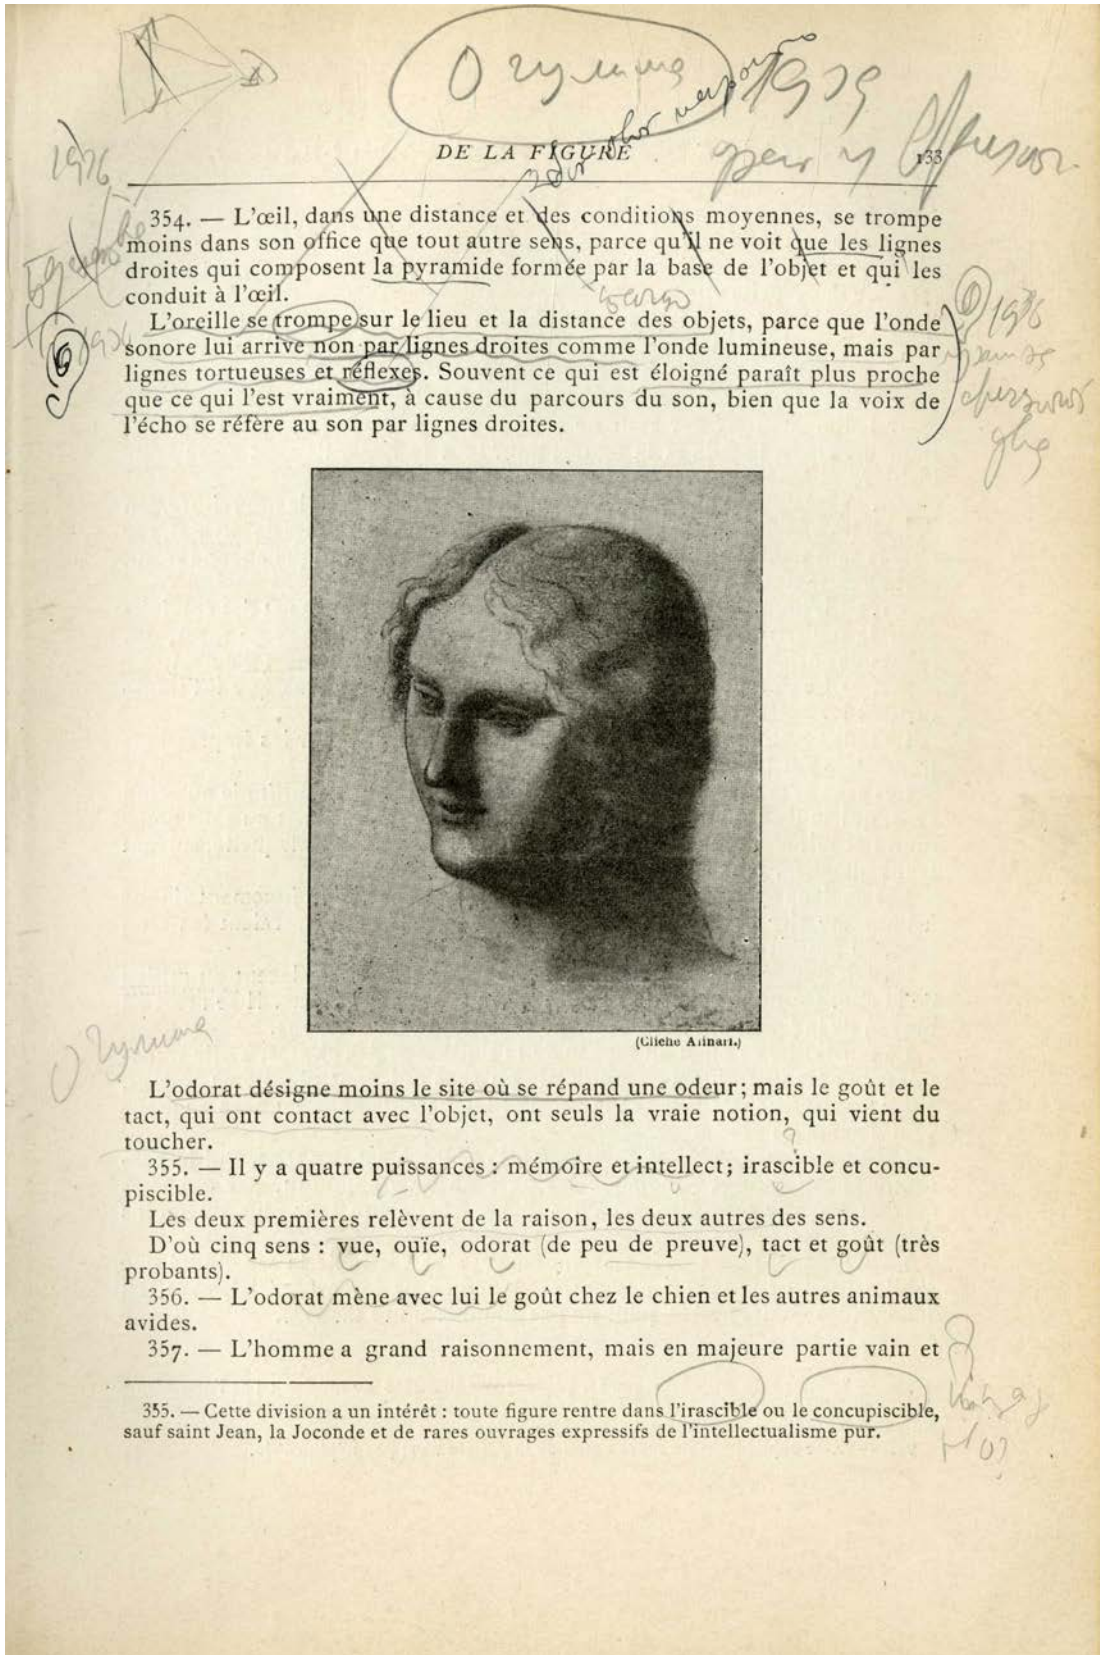 1939
DE LA FIGURE
133
1936
354. — L'œil, dans une distance et des conditions moyennes, se trompe
moins dans son office que tout autre sens, parce qu'il ne voit que les lignes
droites qui composent la pyramide formée par la base de l'objet et qui les
conduit à l'œil.
L'oreille se trompe sur le lieu et la distance des objets, parce que l'onde
sonore lui arrive non par lignes droites comme l'onde lumineuse, mais par
lignes tortueuses et réflexes. Souvent ce qui est éloigné paraît plus proche
que ce qui l'est vraiment, à cause du parcours du son, bien que la voix de
l'écho se réfère au son par lignes droites.
(Cliché Alinari.)
L'odorat désigne moins le site où se répand une odeur; mais le goût et le
tact, qui ont contact avec l'objet, ont seuls la vraie notion, qui vient du
toucher.
355. — Il y a quatre puissances : mémoire et intellect; irascible et concu-
piscible.
Les deux premières relèvent de la raison, les deux autres des sens.
D'où cinq sens : vue, ouïe, odorat (de peu de preuve), tact et goût (très
probants).
356. — L'odorat mène avec lui le goût chez le chien et les autres animaux
avides.
357. — L'homme a grand raisonnement, mais en majeure partie vain et
355. — Cette division a un intérêt : toute figure rentre dans l'irascible ou le concupiscible,
sauf saint Jean, la Joconde et de rares ouvrages expressifs de l'intellectualisme pur.